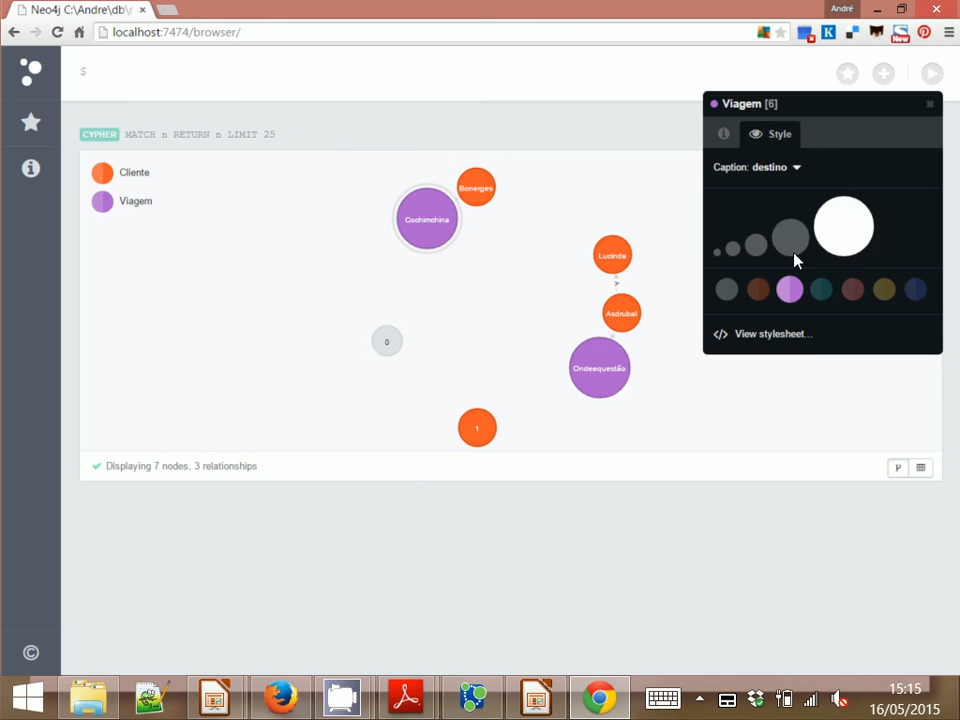 Neo4j C:\Andre\db\
André
localhost:7474/browser/
New
$
CYPHER MATCH n RETURN n LIMIT 25
Cliente
Viagem
Bonerges
Cochimchina
Lucinda
Asdrubal
0
Ondeequestão
1
Displaying 7 nodes, 3 relationships
Viagem [6]
Style
Caption: destino
</> View stylesheet...
15:15
16/05/2015